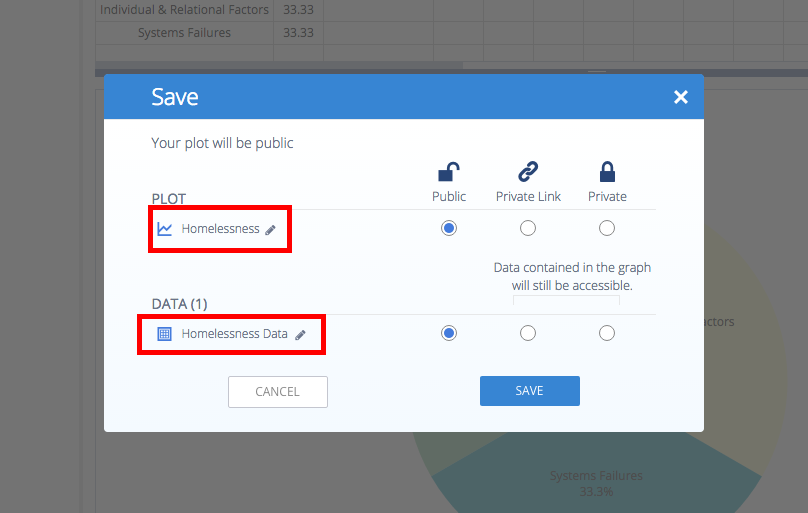 Individual & Relational Factors 33.33
Systems Failures 33.33
Save
Your plot will be public
Public Private Link Private
PLOT
Homelessness
Data contained in the graph
will still be accessible.
DATA (1)
Homelessness Data
actors
CANCEL SAVE
Systems Failures
33.3%